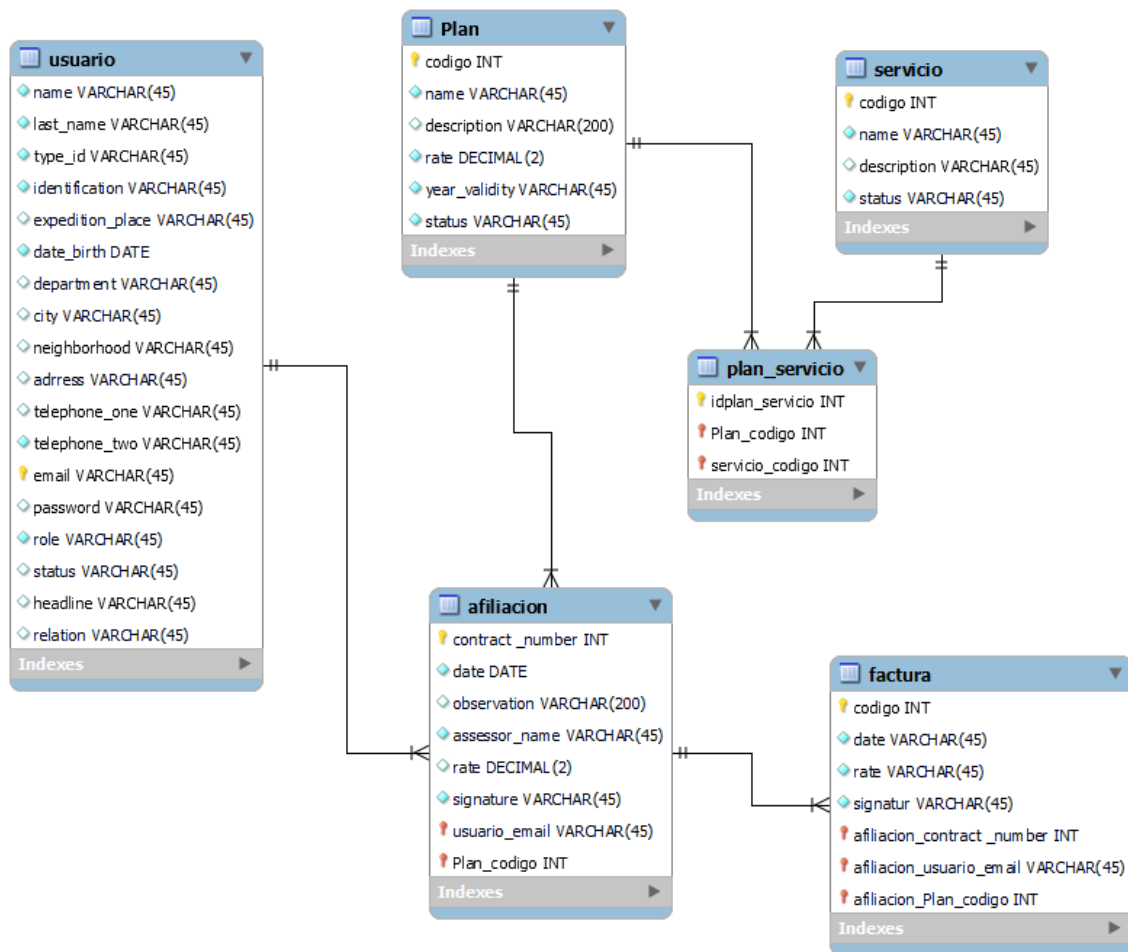 usuario
name VARCHAR(45)
last_name VARCHAR(45)
type_id VARCHAR(45)
identification VARCHAR(45)
expedition_place VARCHAR(45)
date_birth DATE
department VARCHAR(45)
city VARCHAR(45)
neighborhood VARCHAR(45)
adrress VARCHAR(45)
telephone_one VARCHAR(45)
telephone_two VARCHAR(45)
email VARCHAR(45)
password VARCHAR(45)
role VARCHAR(45)
status VARCHAR(45)
headline VARCHAR(45)
relation VARCHAR(45)
Indexes
Plan
codigo INT
name VARCHAR(45)
description VARCHAR(200)
rate DECIMAL(2)
year_validity VARCHAR(45)
status VARCHAR(45)
Indexes
servicio
codigo INT
name VARCHAR(45)
description VARCHAR(45)
status VARCHAR(45)
Indexes
plan_servicio
idplan_servicio INT
Plan_codigo INT
servicio_codigo INT
Indexes
afiliacion
contract _number INT
date DATE
observation VARCHAR(200)
assessor_name VARCHAR(45)
rate DECIMAL(2)
signature VARCHAR(45)
usuario_email VARCHAR(45)
Plan_codigo INT
Indexes
factura
codigo INT
date VARCHAR(45)
rate VARCHAR(45)
signatur VARCHAR(45)
afiliacion_contract _number INT
afiliacion_usuario_email VARCHAR(45)
afiliacion_Plan_codigo INT
Indexes